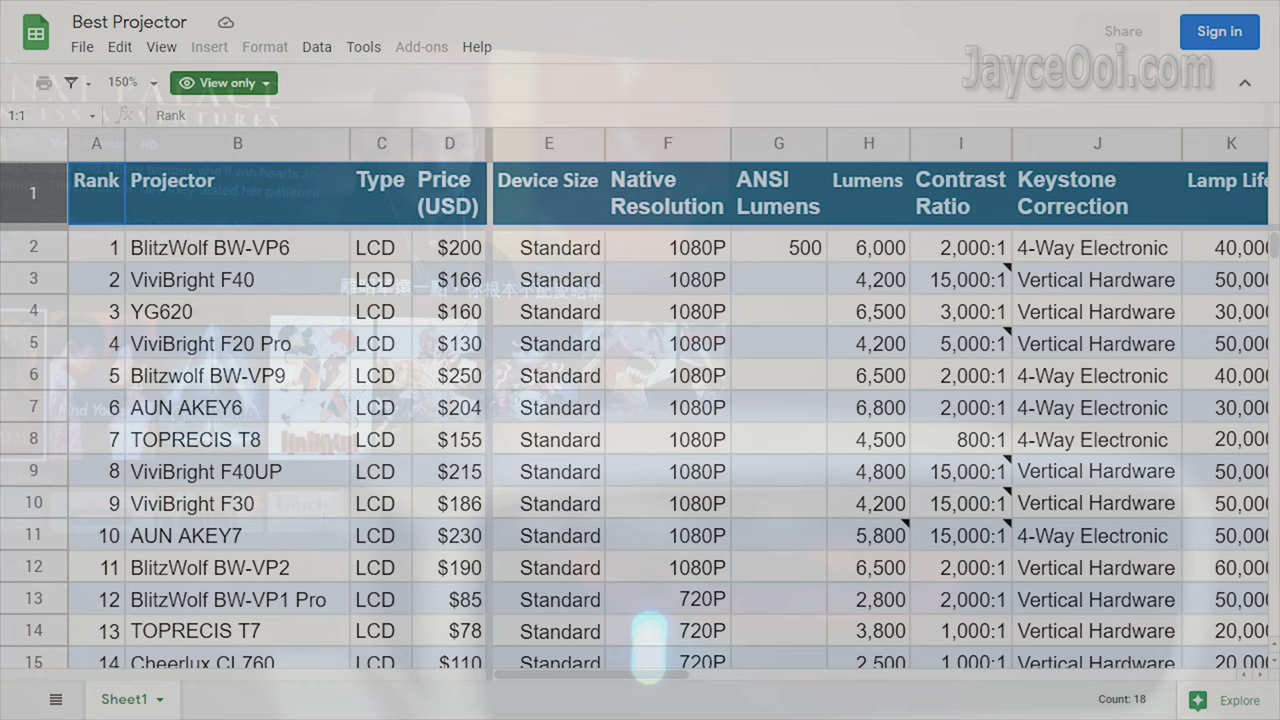 Best Projector
File Edit View Insert Format Data Tools Add-ons Help
Share
Sign in
JayceOoi.com
150% View only
1:1 fx Rank
A B C D E F G H I J K
1 Rank Projector Type Price (USD) Device Size Native Resolution ANSI Lumens Lumens Contrast Ratio Keystone Correction Lamp Life
2 1 BlitzWolf BW-VP6 LCD $200 Standard 1080P 500 6,000 2,000:1 4-Way Electronic 40,000
3 2 ViviBright F40 LCD $166 Standard 1080P 4,200 15,000:1 Vertical Hardware 50,000
4 3 YG620 LCD $160 Standard 1080P 6,500 3,000:1 Vertical Hardware 30,000
5 4 ViviBright F20 Pro LCD $130 Standard 1080P 4,200 5,000:1 Vertical Hardware 50,000
6 5 Blitzwolf BW-VP9 LCD $250 Standard 1080P 6,500 2,000:1 4-Way Electronic 40,000
7 6 AUN AKEY6 LCD $204 Standard 1080P 6,800 2,000:1 4-Way Electronic 30,000
8 7 TOPRECIS T8 LCD $155 Standard 1080P 4,500 800:1 4-Way Electronic 20,000
9 8 ViviBright F40UP LCD $215 Standard 1080P 4,800 15,000:1 Vertical Hardware 50,000
10 9 ViviBright F30 LCD $186 Standard 1080P 4,200 15,000:1 Vertical Hardware 50,000
11 10 AUN AKEY7 LCD $230 Standard 1080P 5,800 15,000:1 4-Way Electronic 50,000
12 11 BlitzWolf BW-VP2 LCD $190 Standard 1080P 6,500 2,000:1 Vertical Hardware 60,000
13 12 BlitzWolf BW-VP1 Pro LCD $85 Standard 720P 2,800 2,000:1 Vertical Hardware 50,000
14 13 TOPRECIS T7 LCD $78 Standard 720P 3,800 1,000:1 Vertical Hardware 20,000
15 14 Cheerlux CL760 LCD $110 Standard 720P 2,500 1,000:1 Vertical Hardware 20,000
Sheet1
Count: 18
Explore